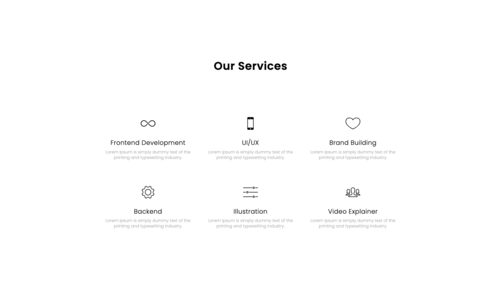 Our Services
Frontend Development
Lorem Ipsum is simply dummy text of the
printing and typesetting industry.
UI/UX
Lorem Ipsum is simply dummy text of the
printing and typesetting industry.
Brand Building
Lorem Ipsum is simply dummy text of the
printing and typesetting industry.
Backend
Lorem Ipsum is simply dummy text of the
printing and typesetting industry.
Illustration
Lorem Ipsum is simply dummy text of the
printing and typesetting industry.
Video Explainer
Lorem Ipsum is simply dummy text of the
printing and typesetting industry.